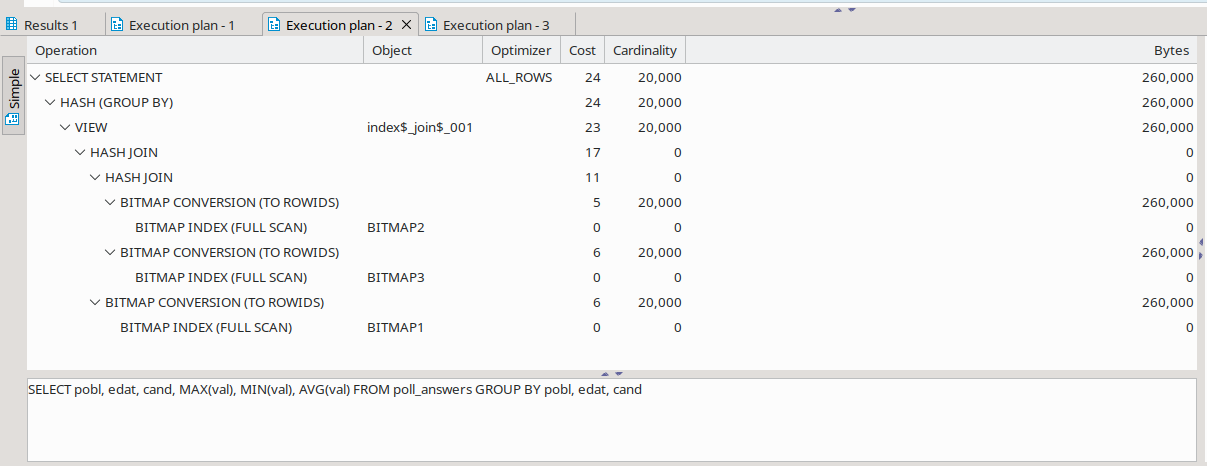 Results 1 Execution plan - 1 Execution plan - 2 Execution plan - 3
Simple
Operation Object Optimizer Cost Cardinality Bytes
SELECT STATEMENT ALL_ROWS 24 20,000 260,000
HASH (GROUP BY) 24 20,000 260,000
VIEW index$_join$_001 23 20,000 260,000
HASH JOIN 17 0 0
HASH JOIN 11 0 0
BITMAP CONVERSION (TO ROWIDS) 5 20,000 260,000
BITMAP INDEX (FULL SCAN) BITMAP2 0 0 0
BITMAP CONVERSION (TO ROWIDS) 6 20,000 260,000
BITMAP INDEX (FULL SCAN) BITMAP3 0 0 0
BITMAP CONVERSION (TO ROWIDS) 6 20,000 260,000
BITMAP INDEX (FULL SCAN) BITMAP1 0 0 0
SELECT pobl, edat, cand, MAX(val), MIN(val), AVG(val) FROM poll_answers GROUP BY pobl, edat, cand